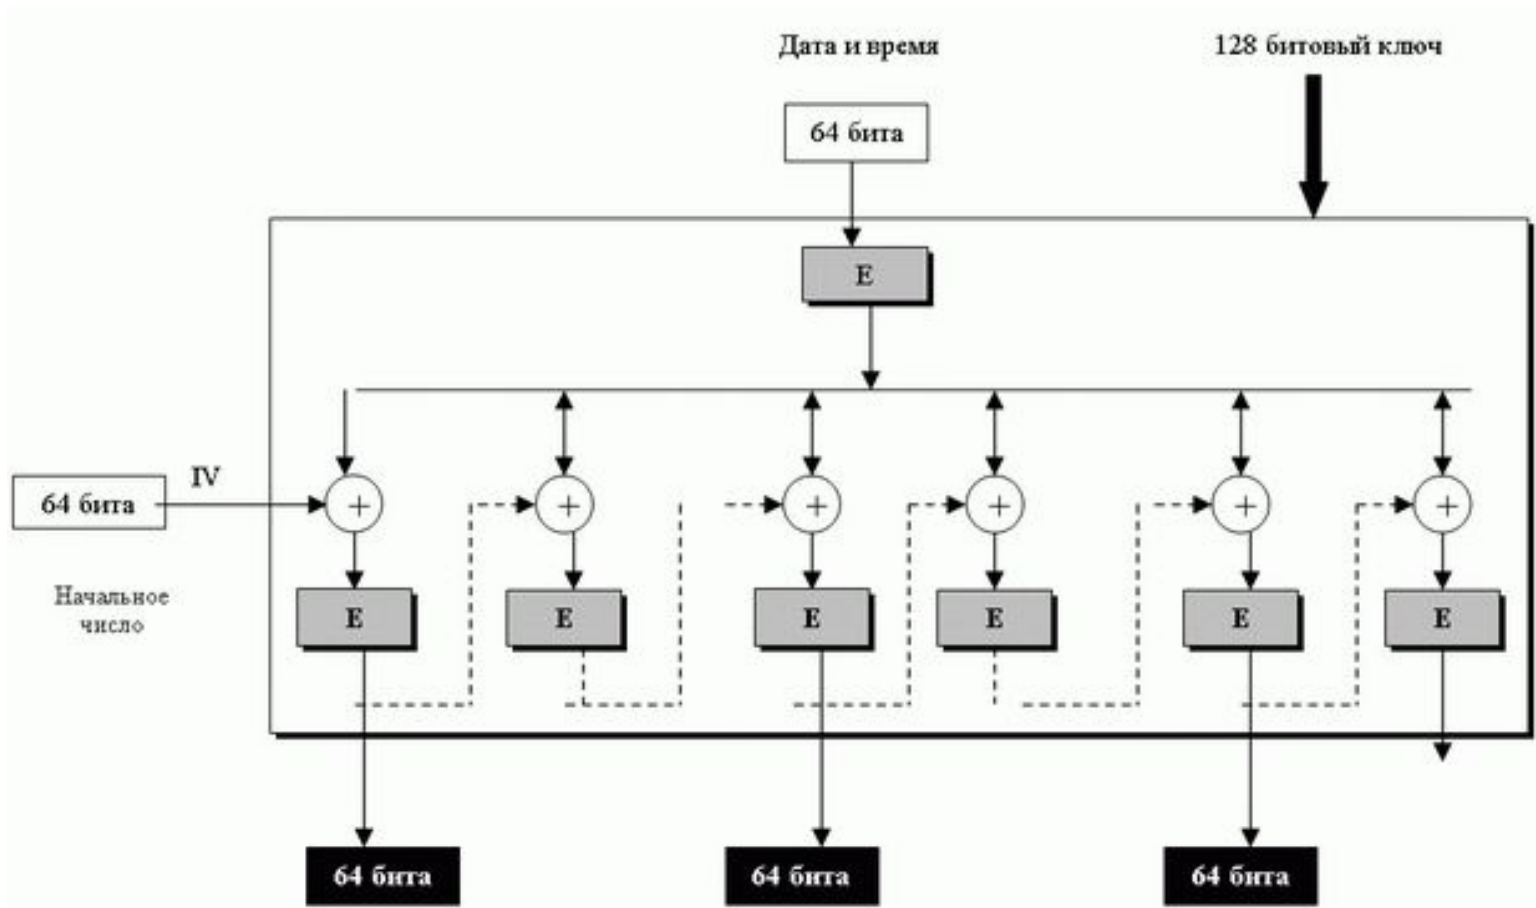 Дата и время
128 битовый ключ
64 бита
E
IV
64 бита
+
+
+
+
+
+
Начальное
число
E
E
E
E
E
E
64 бита
64 бита
64 бита